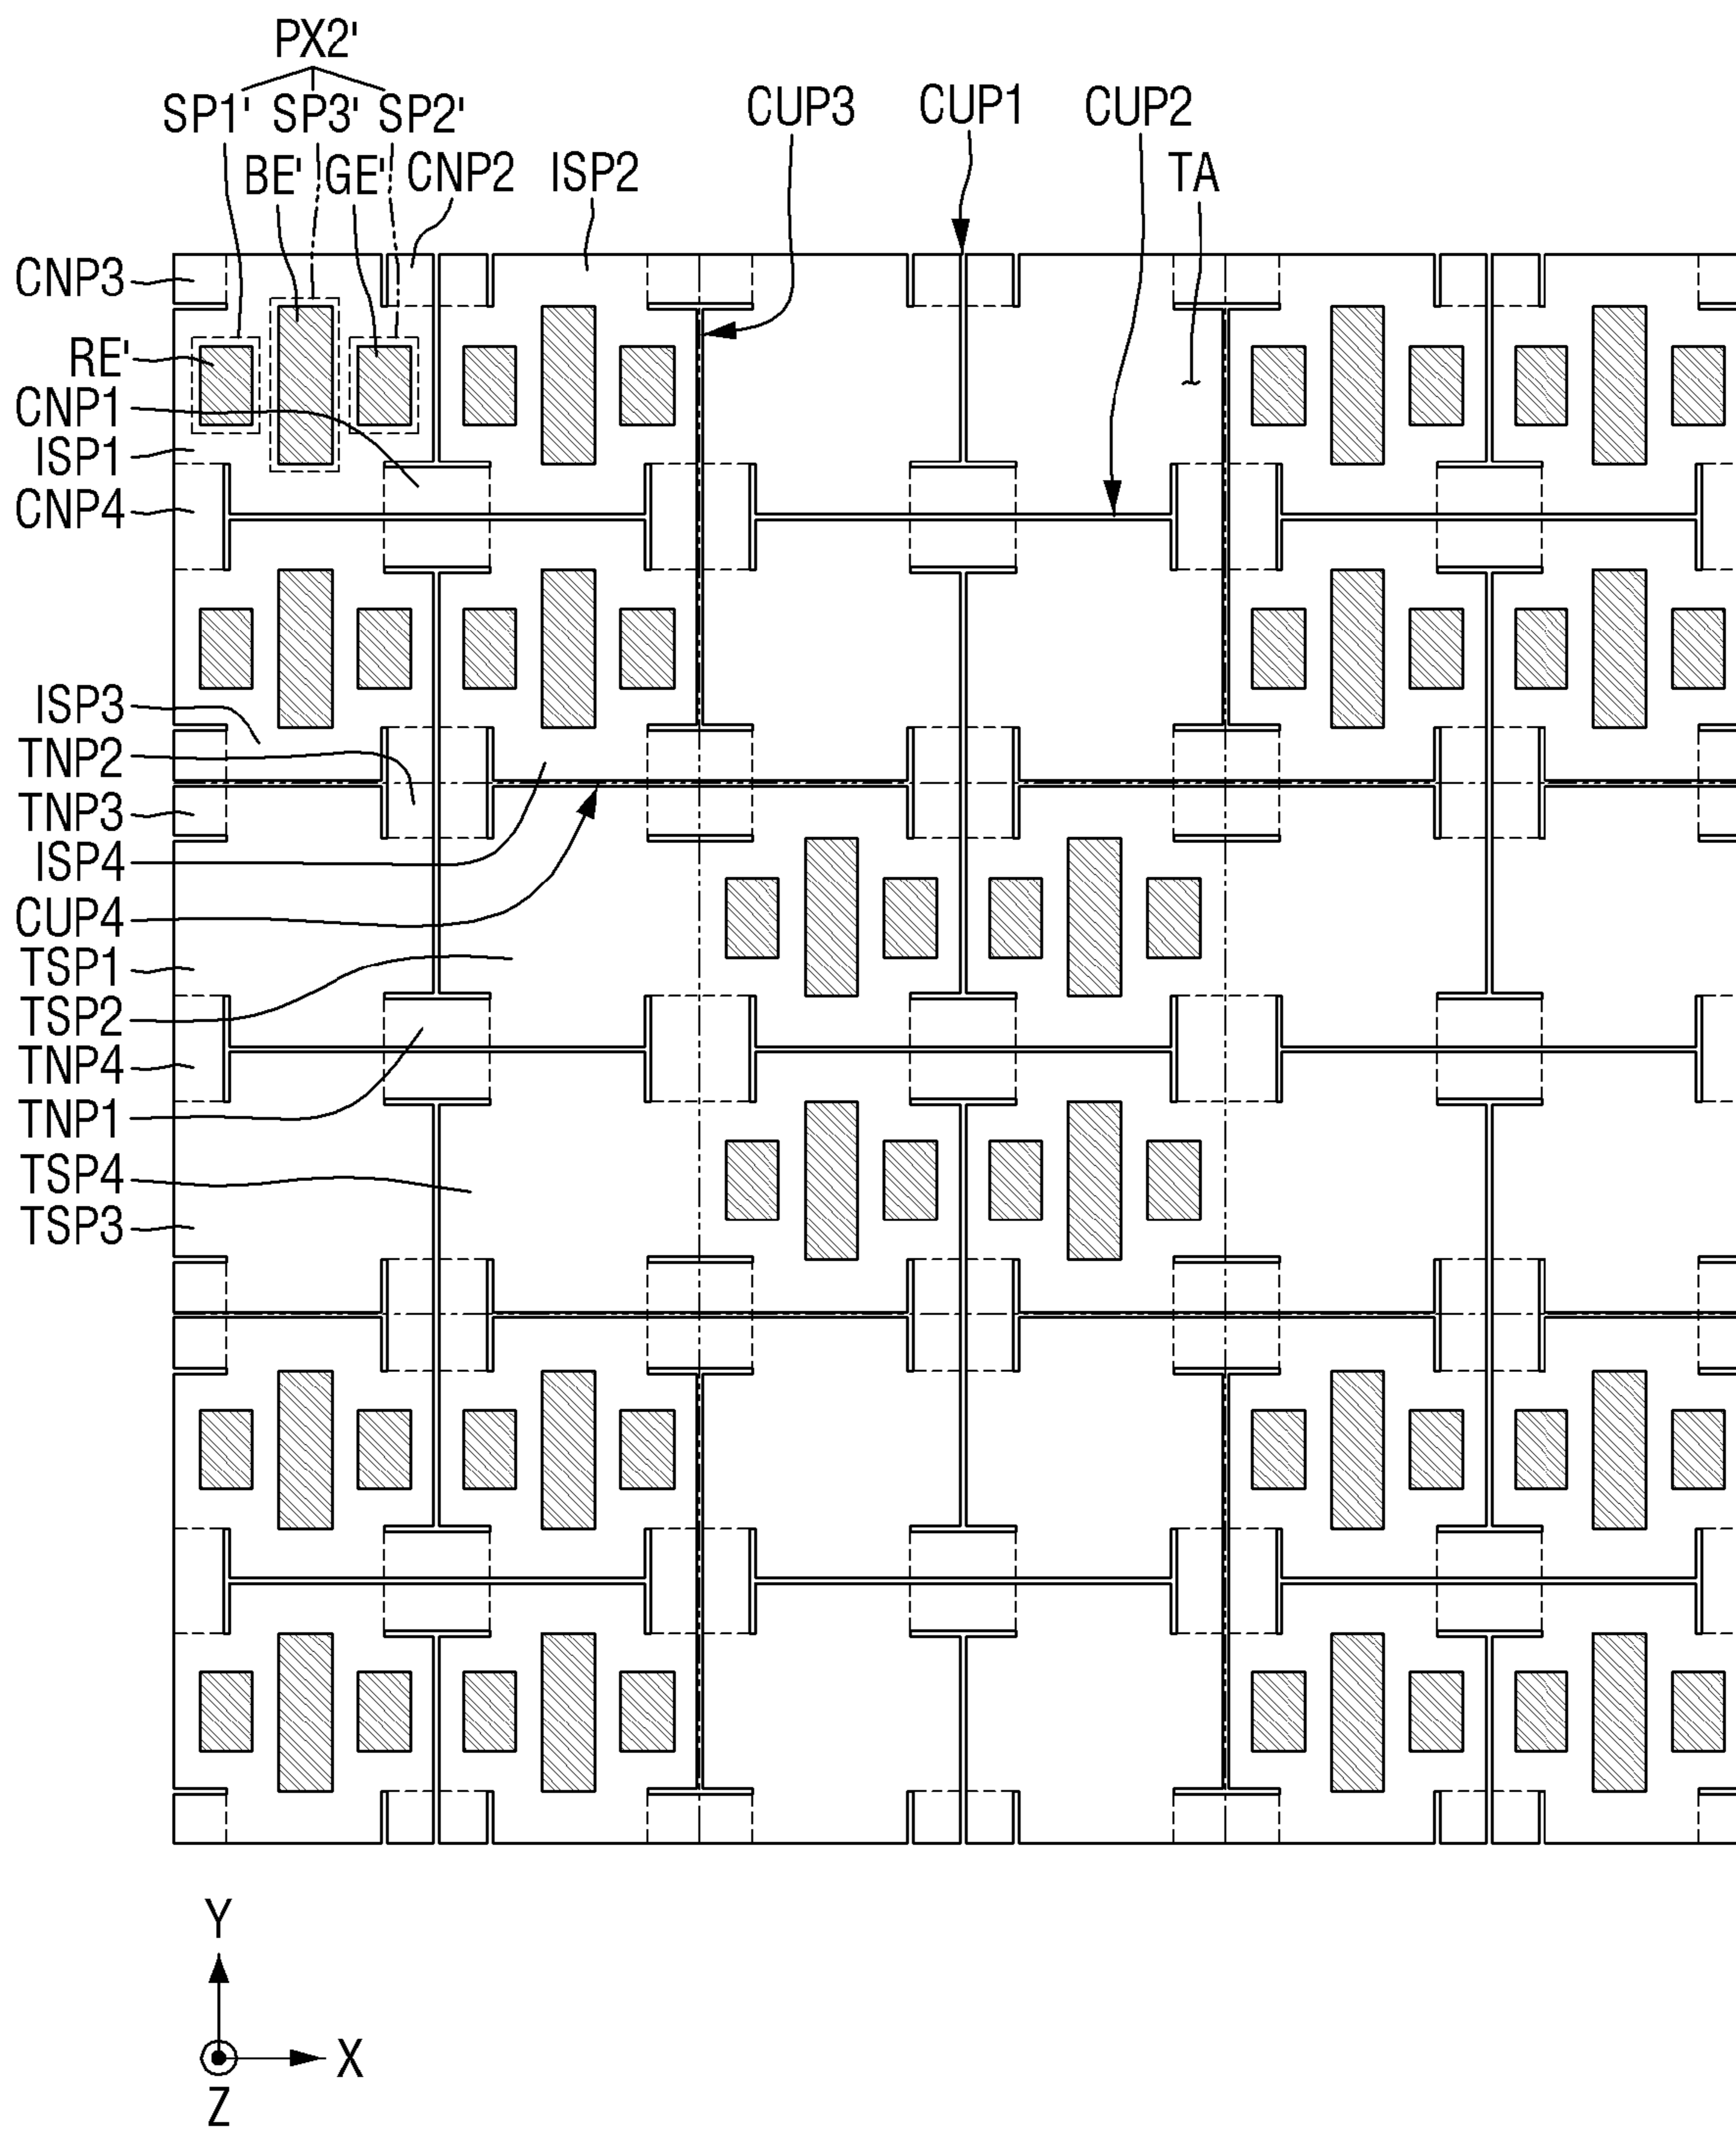 PX2'
SP1' SP3' SP2'
CUP3 CUP1 CUP2
BE' GE' CNP2 ISP2 TA
CNP3
RE'
CNP1
ISP1
CNP4
ISP3
TNP2
TNP3
ISP4
CUP4
TSP1
TSP2
TNP4
TNP1
TSP4
TSP3
Y
X
Z